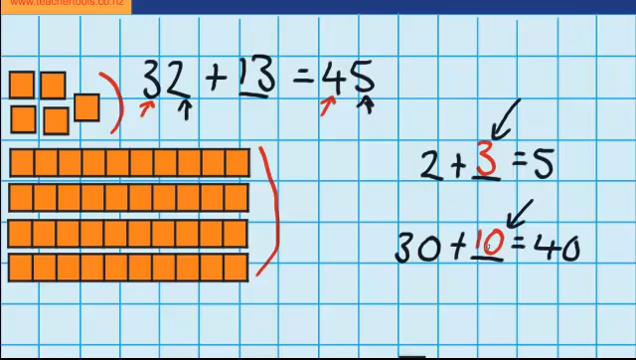 www.teachertools.co.nz
32 + 13 = 45
2 + 3 = 5
30 + 10 = 40